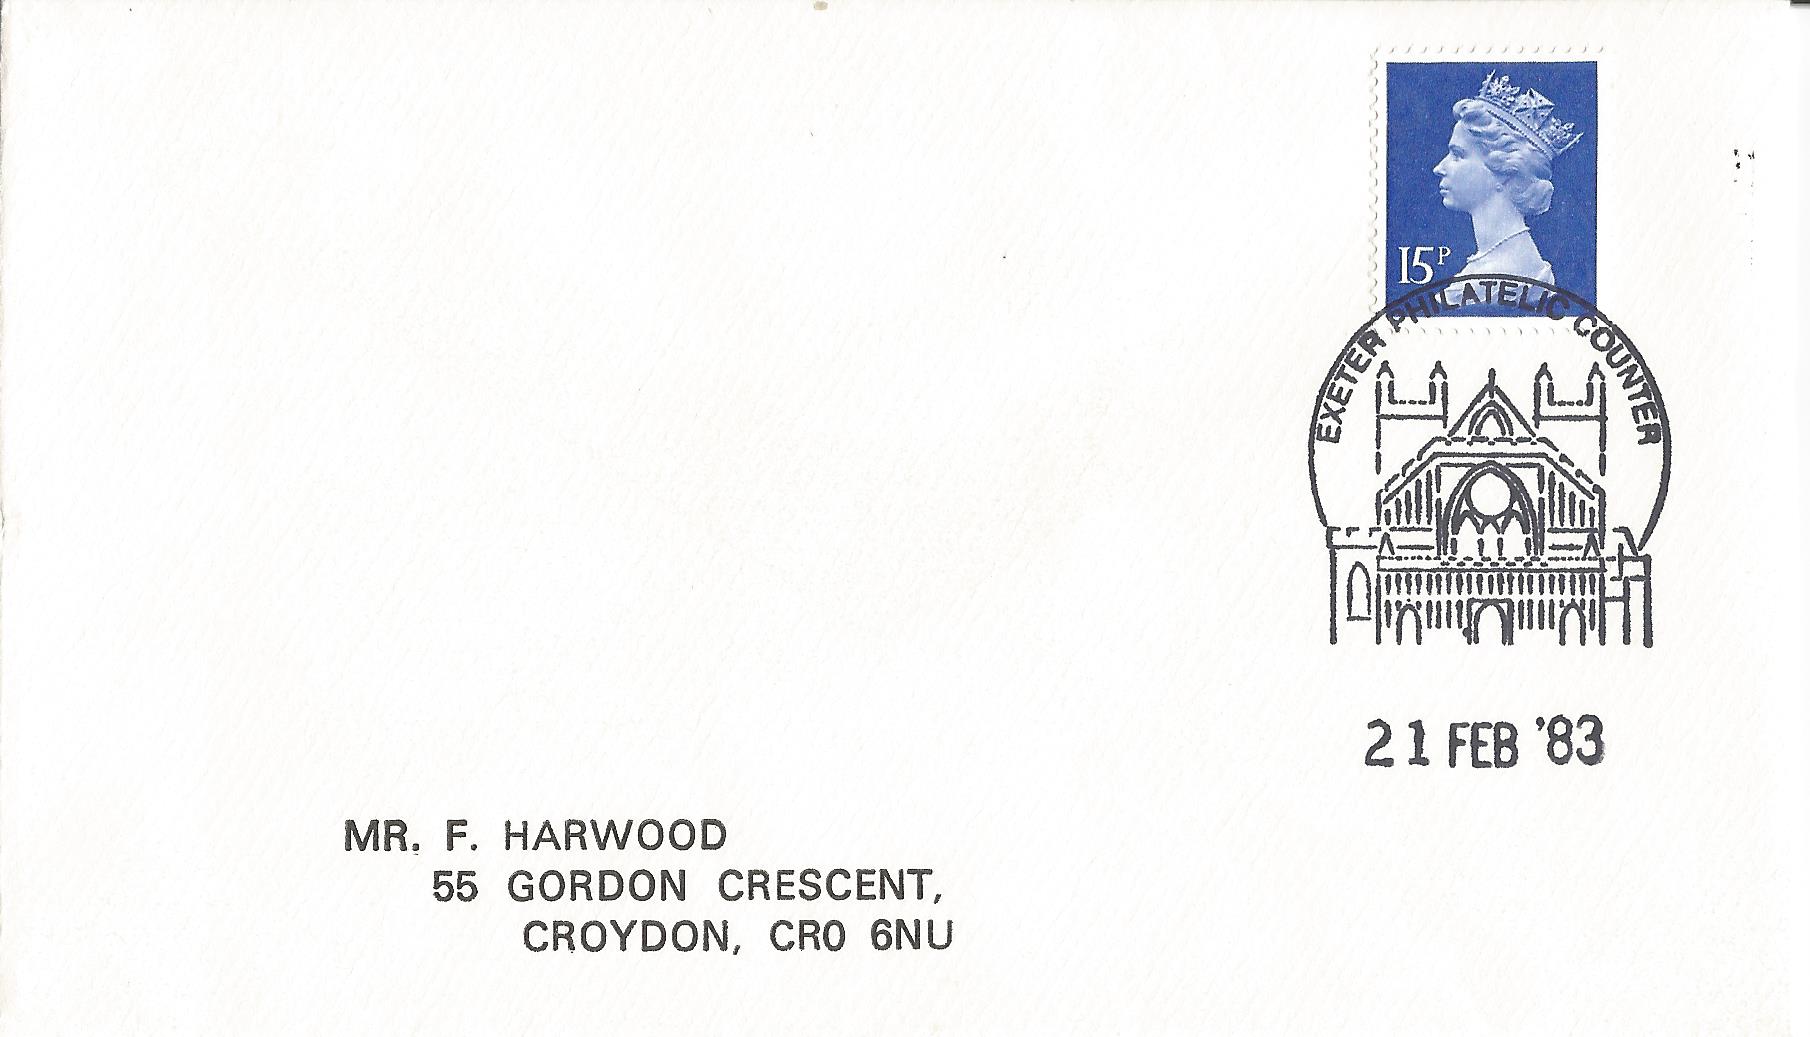 15P
EXETER PHILATELIC COUNTER
21 FEB '83
MR. F. HARWOOD
55 GORDON CRESCENT,
CROYDON, CR0 6NU